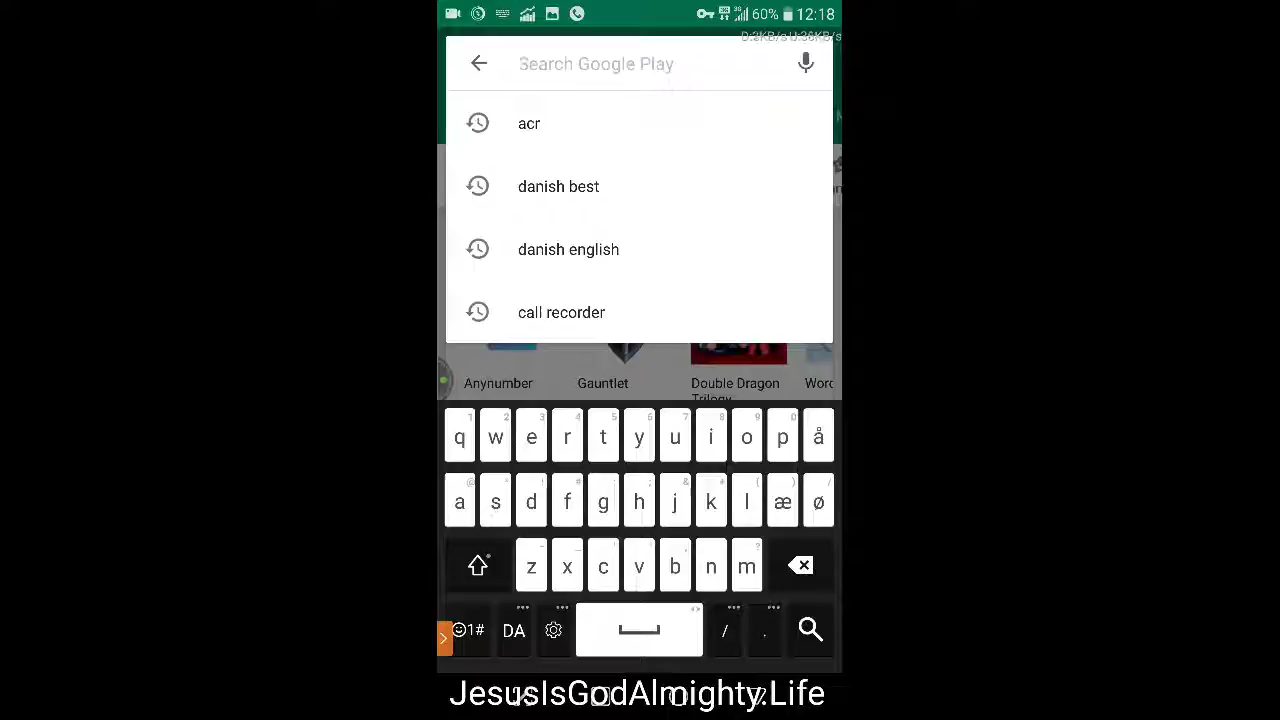 60% 12:18
Search Google Play
acr
danish best
danish english
call recorder
Anynumber Gauntlet Double Dragon
Trilogy
q w e r t y u i o p å
a s d f g h j k l æ ø
z x c v b n m
1# DA / .
JesusIsGodAlmighty.Life